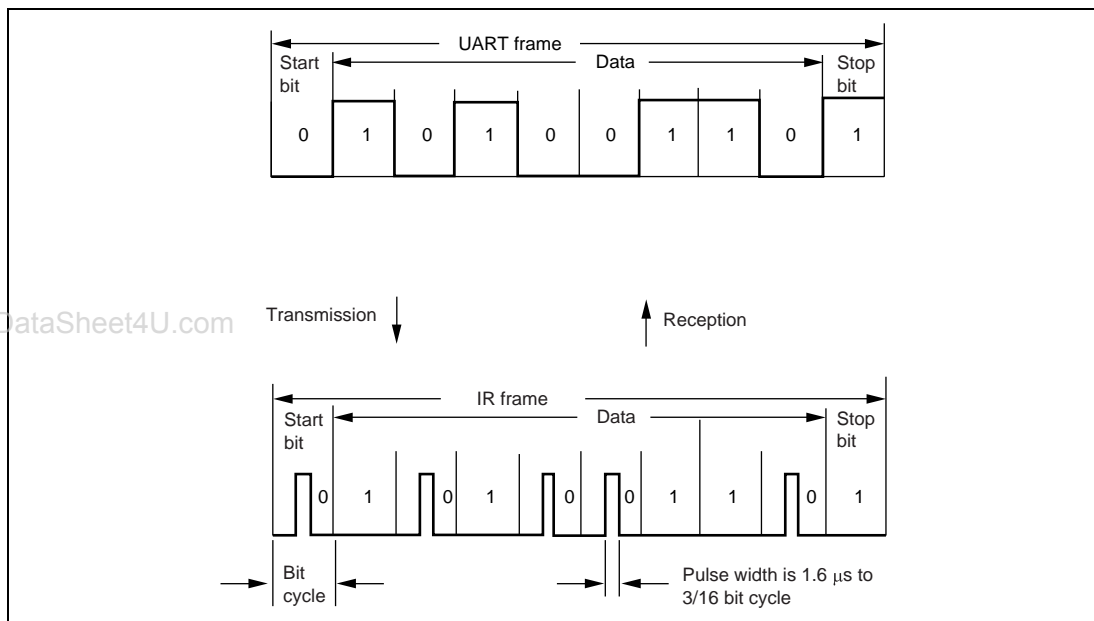 UART frame
Start
bit
Data
Stop
bit
0 1 0 1 0 0 1 1 0 1
DataSheet4U.com
Transmission
Reception
IR frame
Start
bit
Data
Stop
bit
0 1 0 1 0 0 1 1 0 1
Bit
cycle
Pulse width is 1.6 μs to
3/16 bit cycle